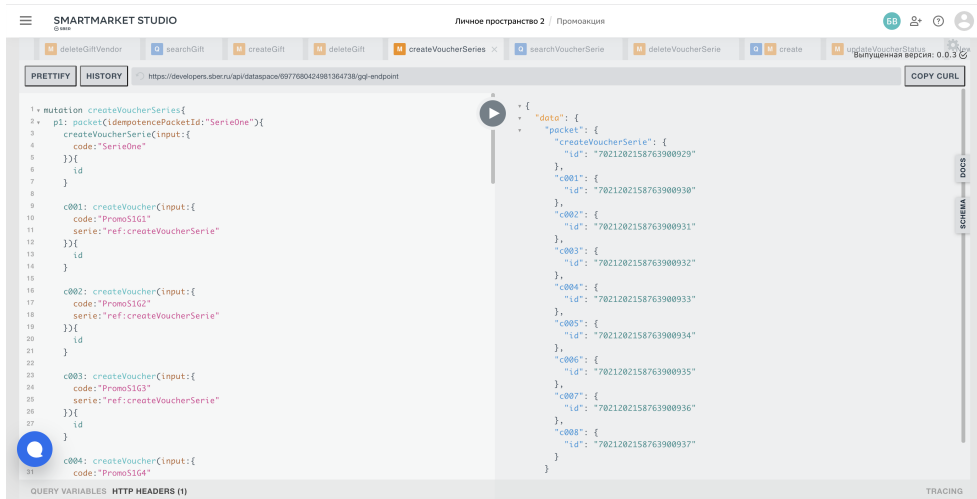 SMARTMARKET STUDIO
Личное пространство 2 / Промоакция
БВ
M deleteGiftVendor
Q searchGift
M createGift
M deleteGift
M createVoucherSeries ×
Q searchVoucherSerie
M deleteVoucherSerie
Q M create
M updateVoucherStatus
Выпущенная версия: 0.0.3
PRETTIFY
HISTORY
https://developers.sber.ru/api/dataspace/6977680424981364738/gql-endpoint
COPY CURL
1 mutation createVoucherSeries{
2 p1: packet(idempotencePacketId:"SerieOne"){
3 createVoucherSerie(input:{
4 code:"SerieOne"
5 }){
6 id
7 }
8
9 c001: createVoucher(input:{
10 code:"PromoS1G1"
11 serie:"ref:createVoucherSerie"
12 }){
13 id
14 }
15
16 c002: createVoucher(input:{
17 code:"PromoS1G2"
18 serie:"ref:createVoucherSerie"
19 }){
20 id
21 }
22
23 c003: createVoucher(input:{
24 code:"PromoS1G3"
25 serie:"ref:createVoucherSerie"
26 }){
27 id
}
c004: createVoucher(input:{
31 code:"PromoS1G4"
{
"data": {
"packet": {
"createVoucherSerie": {
"id": "7021202158763900929"
},
"c001": {
"id": "7021202158763900930"
},
"c002": {
"id": "7021202158763900931"
},
"c003": {
"id": "7021202158763900932"
},
"c004": {
"id": "7021202158763900933"
},
"c005": {
"id": "7021202158763900934"
},
"c006": {
"id": "7021202158763900935"
},
"c007": {
"id": "7021202158763900936"
},
"c008": {
"id": "7021202158763900937"
}
}
DOCS
SCHEMA
QUERY VARIABLES HTTP HEADERS (1)
TRACING